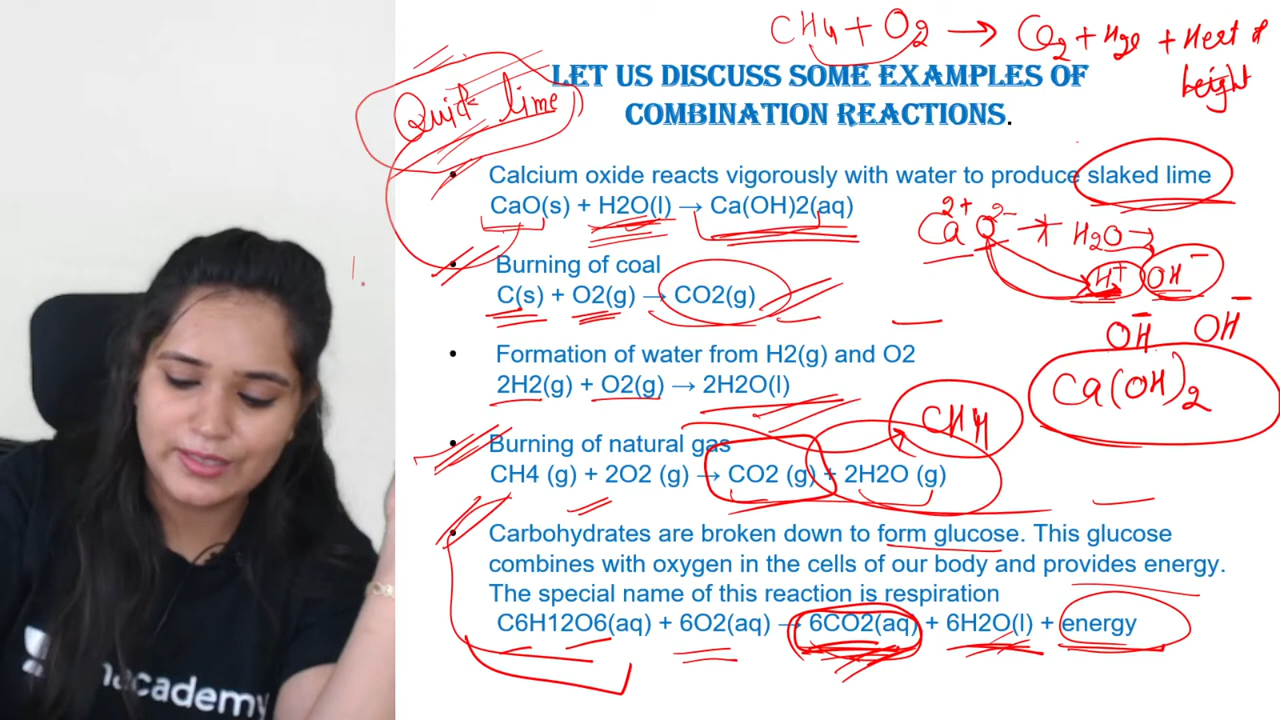 CH4 + O2 → CO2 + H2O + Heat &
height
LET US DISCUSS SOME EXAMPLES OF
COMBINATION REACTIONS.
Quick lime
• Calcium oxide reacts vigorously with water to produce slaked lime
CaO(s) + H2O(l) → Ca(OH)2(aq)
Ca2+ O2- + H2O →
H+ OH-
• Burning of coal
C(s) + O2(g) → CO2(g)
OH- OH-
• Formation of water from H2(g) and O2
2H2(g) + O2(g) → 2H2O(l)
Ca(OH)2
CH4
• Burning of natural gas
CH4 (g) + 2O2 (g) → CO2 (g) + 2H2O (g)
• Carbohydrates are broken down to form glucose. This glucose
combines with oxygen in the cells of our body and provides energy.
The special name of this reaction is respiration
C6H12O6(aq) + 6O2(aq) → 6CO2(aq) + 6H2O(l) + energy
nacademy